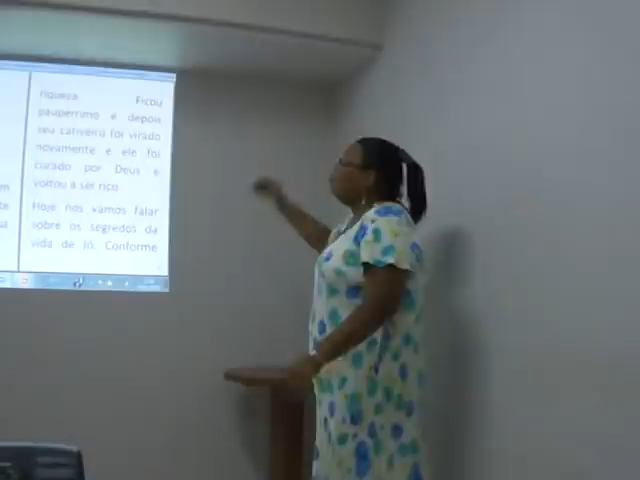 riqueza. Ficou
paupérrimo e depois
seu cativeiro foi virado
novamente e ele foi
curado por Deus e
voltou a ser rico
Hoje nos vamos falar
sobre os segredos da
vida de Jó. Conforme